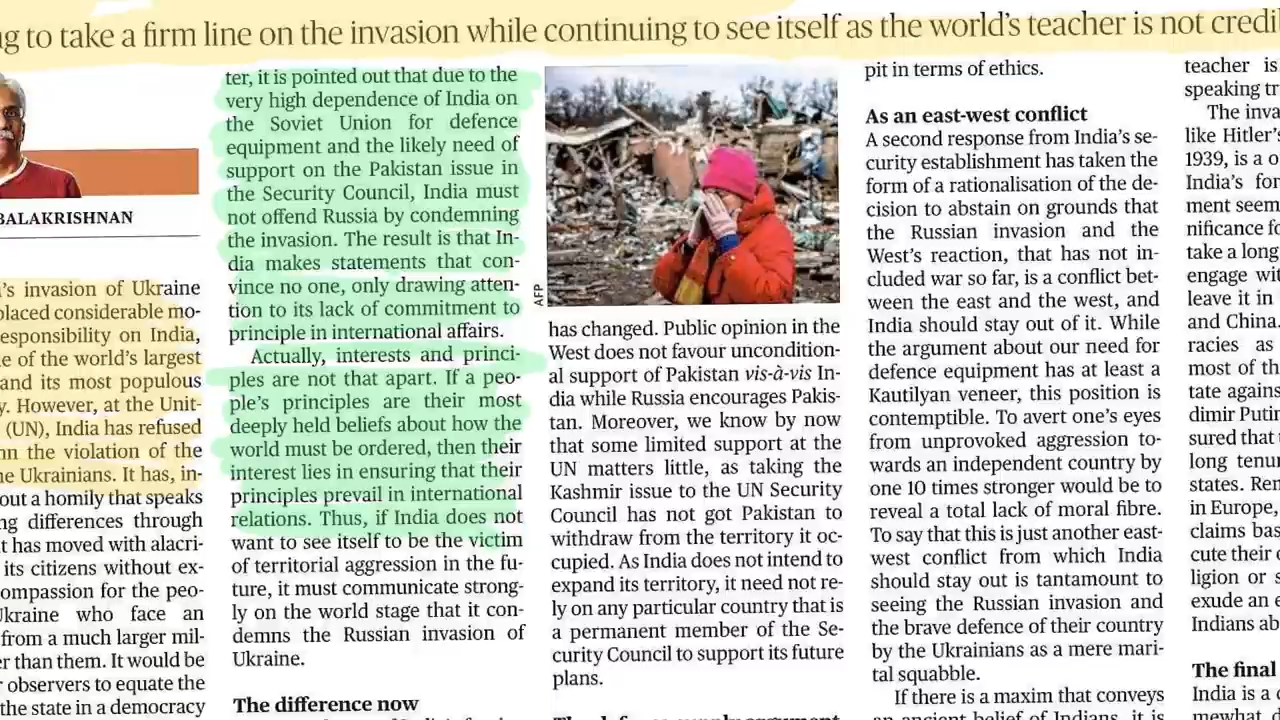 ng to take a firm line on the invasion while continuing to see itself as the world's teacher is not credi
BALAKRISHNAN
's invasion of Ukraine
placed considerable mo-
esponsibility on India,
e of the world's largest
and its most populous
y. However, at the Unit-
(UN), India has refused
nn the violation of the
ne Ukrainians. It has, in-
out a homily that speaks
ng differences through
t has moved with alacri-
its citizens without ex-
ompassion for the peo-
Ukraine who face an
from a much larger mil-
er than them. It would be
r observers to equate the
the state in a democracy
ter, it is pointed out that due to the
very high dependence of India on
the Soviet Union for defence
equipment and the likely need of
support on the Pakistan issue in
the Security Council, India must
not offend Russia by condemning
the invasion. The result is that In-
dia makes statements that con-
vince no one, only drawing atten-
tion to its lack of commitment to
principle in international affairs.
Actually, interests and princi-
ples are not that apart. If a peo-
ple's principles are their most
deeply held beliefs about how the
world must be ordered, then their
interest lies in ensuring that their
principles prevail in international
relations. Thus, if India does not
want to see itself to be the victim
of territorial aggression in the fu-
ture, it must communicate strong-
ly on the world stage that it con-
demns the Russian invasion of
Ukraine.
The difference now
AFP
has changed. Public opinion in the
West does not favour uncondition-
al support of Pakistan vis-à-vis In-
dia while Russia encourages Pakis-
tan. Moreover, we know by now
that some limited support at the
UN matters little, as taking the
Kashmir issue to the UN Security
Council has not got Pakistan to
withdraw from the territory it oc-
cupied. As India does not intend to
expand its territory, it need not re-
ly on any particular country that is
a permanent member of the Se-
curity Council to support its future
plans.
pit in terms of ethics.
As an east-west conflict
A second response from India's se-
curity establishment has taken the
form of a rationalisation of the de-
cision to abstain on grounds that
the Russian invasion and the
West's reaction, that has not in-
cluded war so far, is a conflict bet-
ween the east and the west, and
India should stay out of it. While
the argument about our need for
defence equipment has at least a
Kautilyan veneer, this position is
contemptible. To avert one's eyes
from unprovoked aggression to-
wards an independent country by
one 10 times stronger would be to
reveal a total lack of moral fibre.
To say that this is just another east-
west conflict from which India
should stay out is tantamount to
seeing the Russian invasion and
the brave defence of their country
by the Ukrainians as a mere mari-
tal squabble.
If there is a maxim that conveys
an ancient belief of Indians, it is
teacher is
speaking tr
The inva
like Hitler's
1939, is a
India's for
ment seem
nificance fo
take a long
engage wi
leave it in
and China
racies as
most of th
tate agains
dimir Putin
sured that
long tenu
states. Ren
in Europe,
claims bas
cute their
ligion or s
exude an e
Indians ab
The final
India is a
mewhat d